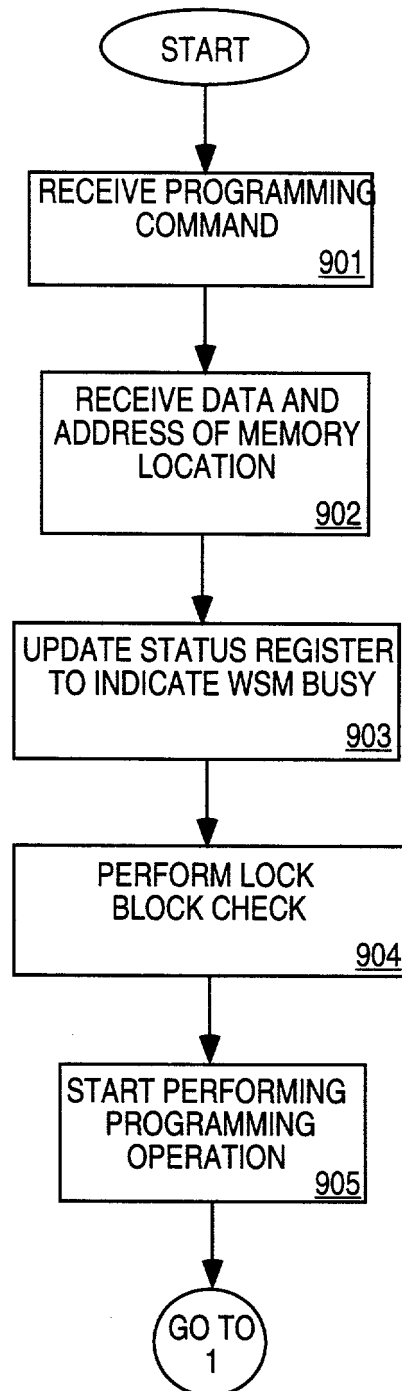 START
RECEIVE PROGRAMMING
COMMAND
901
RECEIVE DATA AND
ADDRESS OF MEMORY
LOCATION
902
UPDATE STATUS REGISTER
TO INDICATE WSM BUSY
903
PERFORM LOCK
BLOCK CHECK
904
START PERFORMING
PROGRAMMING
OPERATION
905
GO TO
1